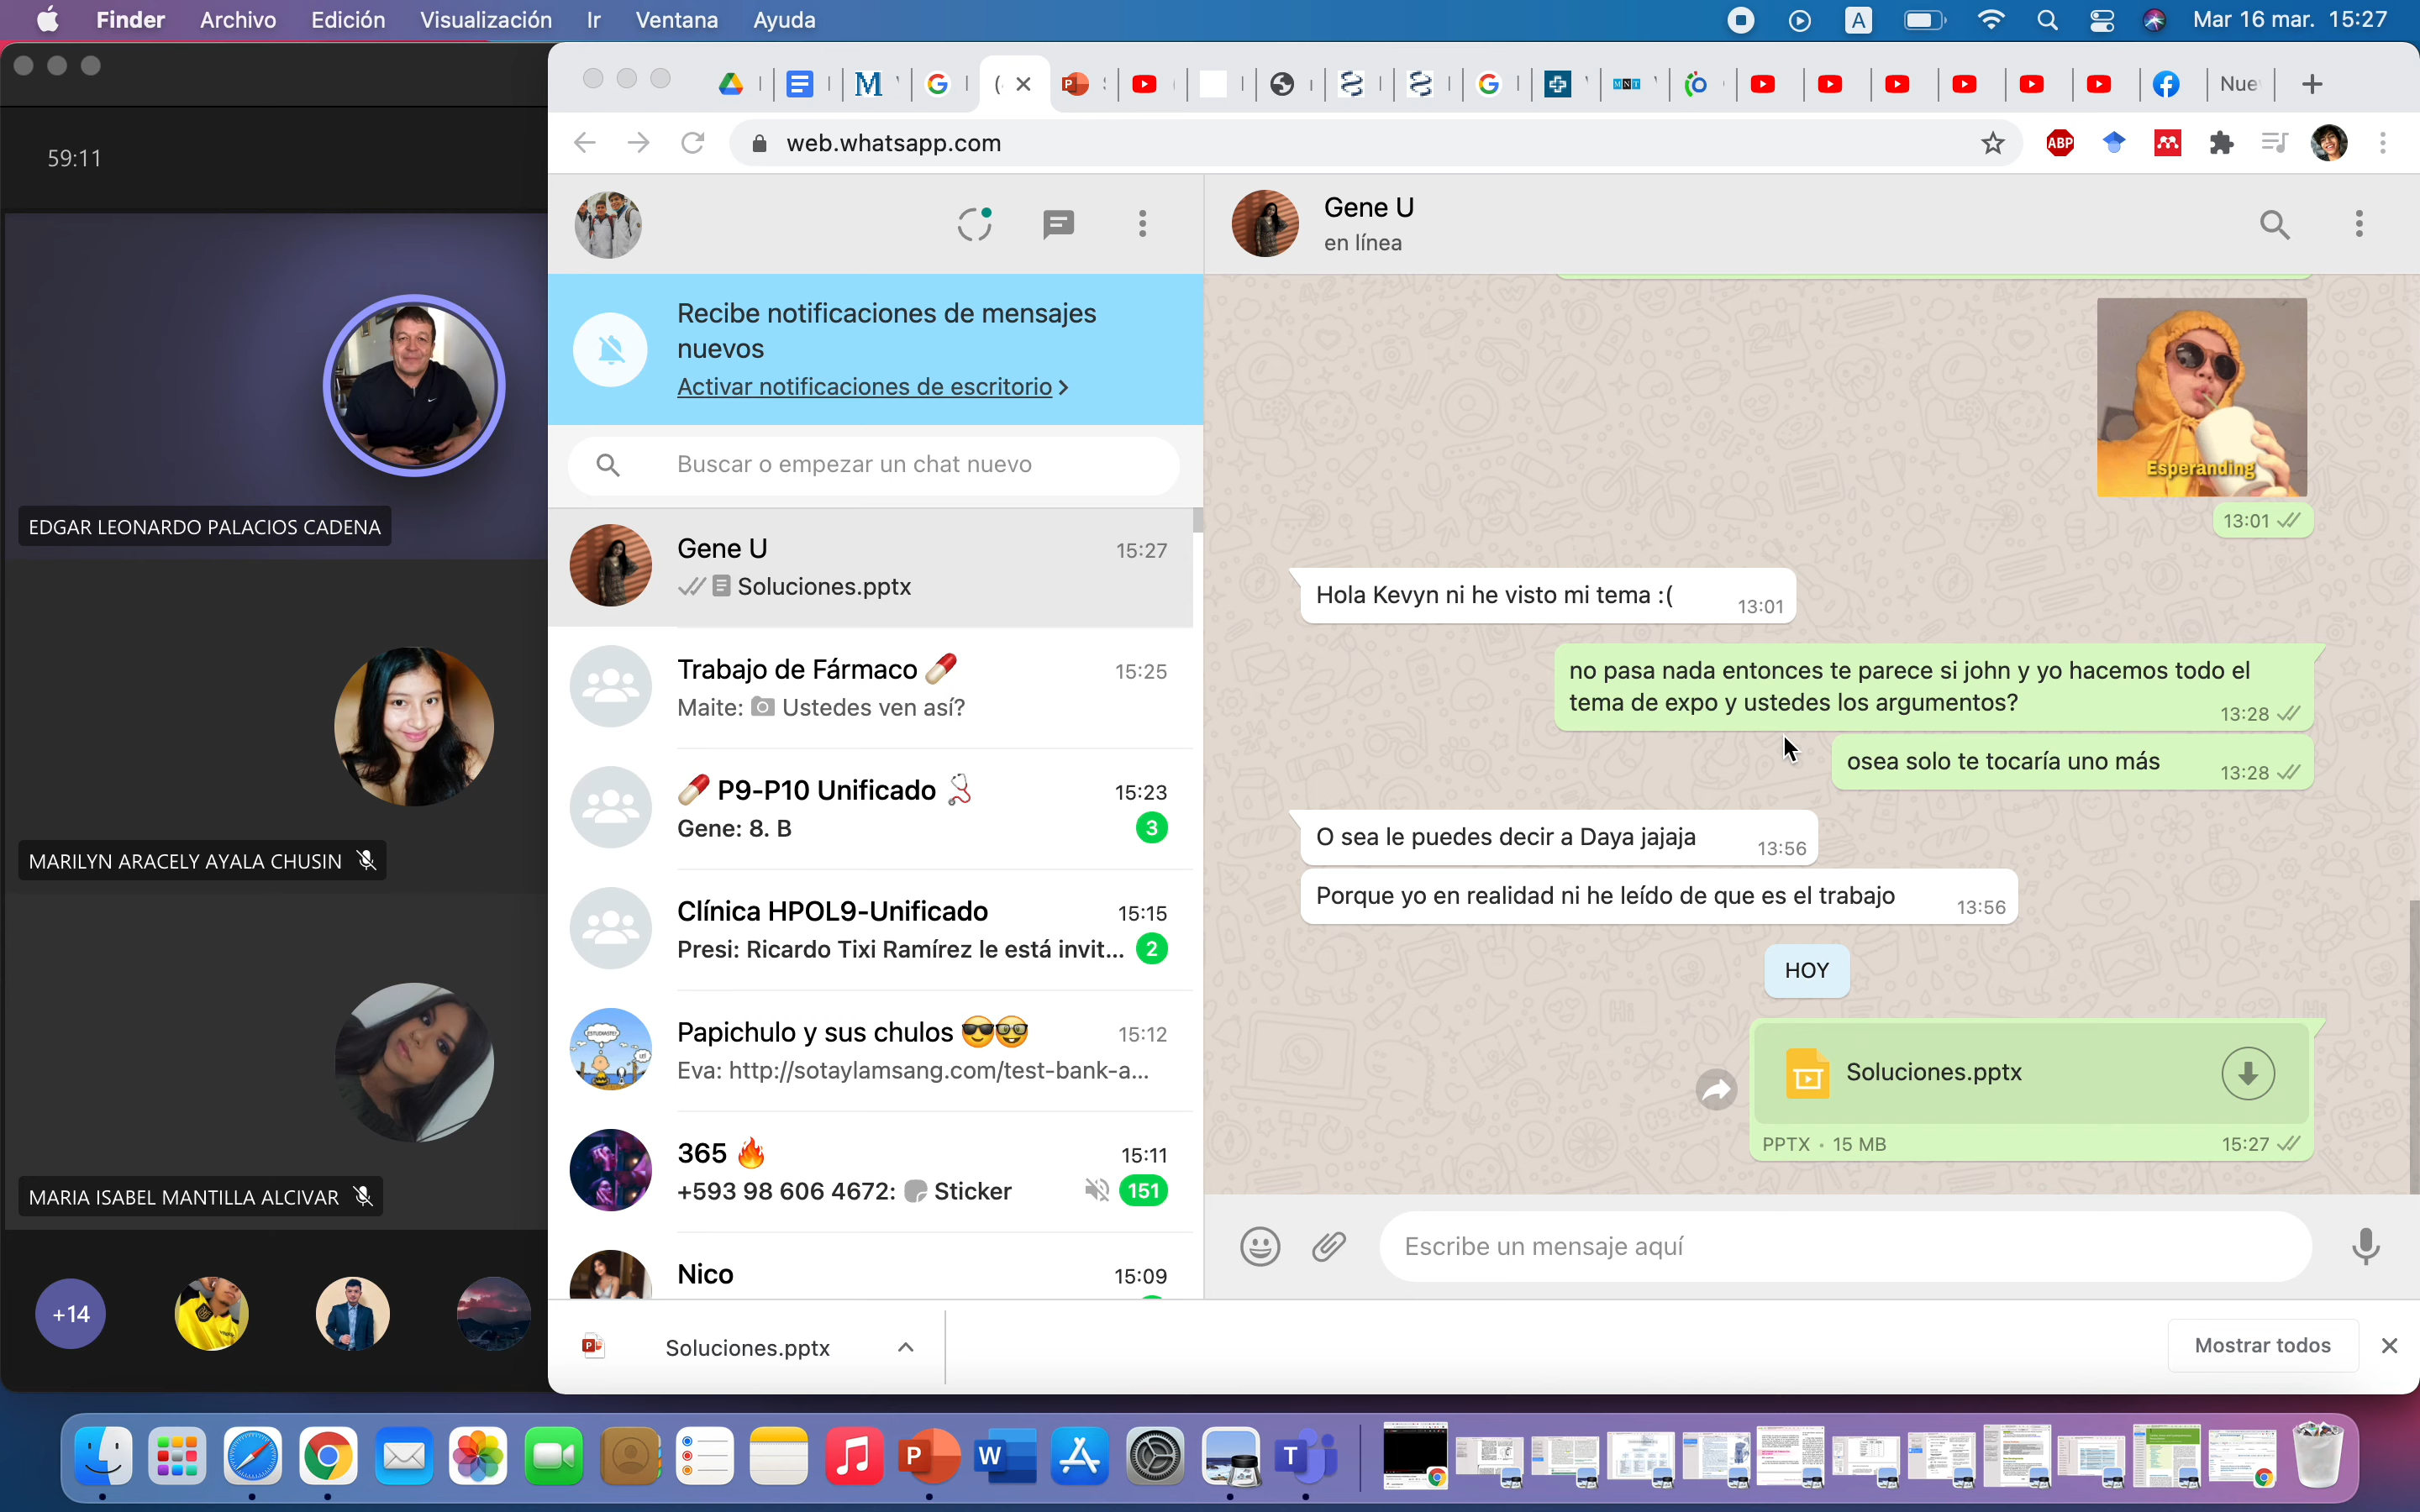 Finder Archivo Edición Visualización Ir Ventana Ayuda
A
Mar 16 mar. 15:27
59:11
EDGAR LEONARDO PALACIOS CADENA
MARILYN ARACELY AYALA CHUSIN
MARIA ISABEL MANTILLA ALCIVAR
+14
Nue
web.whatsapp.com
ABP
Recibe notificaciones de mensajes
nuevos
Activar notificaciones de escritorio
Buscar o empezar un chat nuevo
Gene U 15:27
Soluciones.pptx
Trabajo de Fármaco 💊 15:25
Maite: 📷 Ustedes ven así?
💊 P9-P10 Unificado 🩺 15:23
Gene: 8. B 3
Clínica HPOL9-Unificado 15:15
Presi: Ricardo Tixi Ramírez le está invit... 2
Papichulo y sus chulos 😎🤓 15:12
Eva: http://sotaylamsang.com/test-bank-a...
365 🔥 15:11
+593 98 606 4672: Sticker 151
Nico 15:09
Gene U
en línea
Esperanding
13:01
Hola Kevyn ni he visto mi tema :( 13:01
no pasa nada entonces te parece si john y yo hacemos todo el
tema de expo y ustedes los argumentos? 13:28
osea solo te tocaría uno más 13:28
O sea le puedes decir a Daya jajaja 13:56
Porque yo en realidad ni he leído de que es el trabajo 13:56
HOY
Soluciones.pptx
PPTX · 15 MB 15:27
Escribe un mensaje aquí
Soluciones.pptx
Mostrar todos